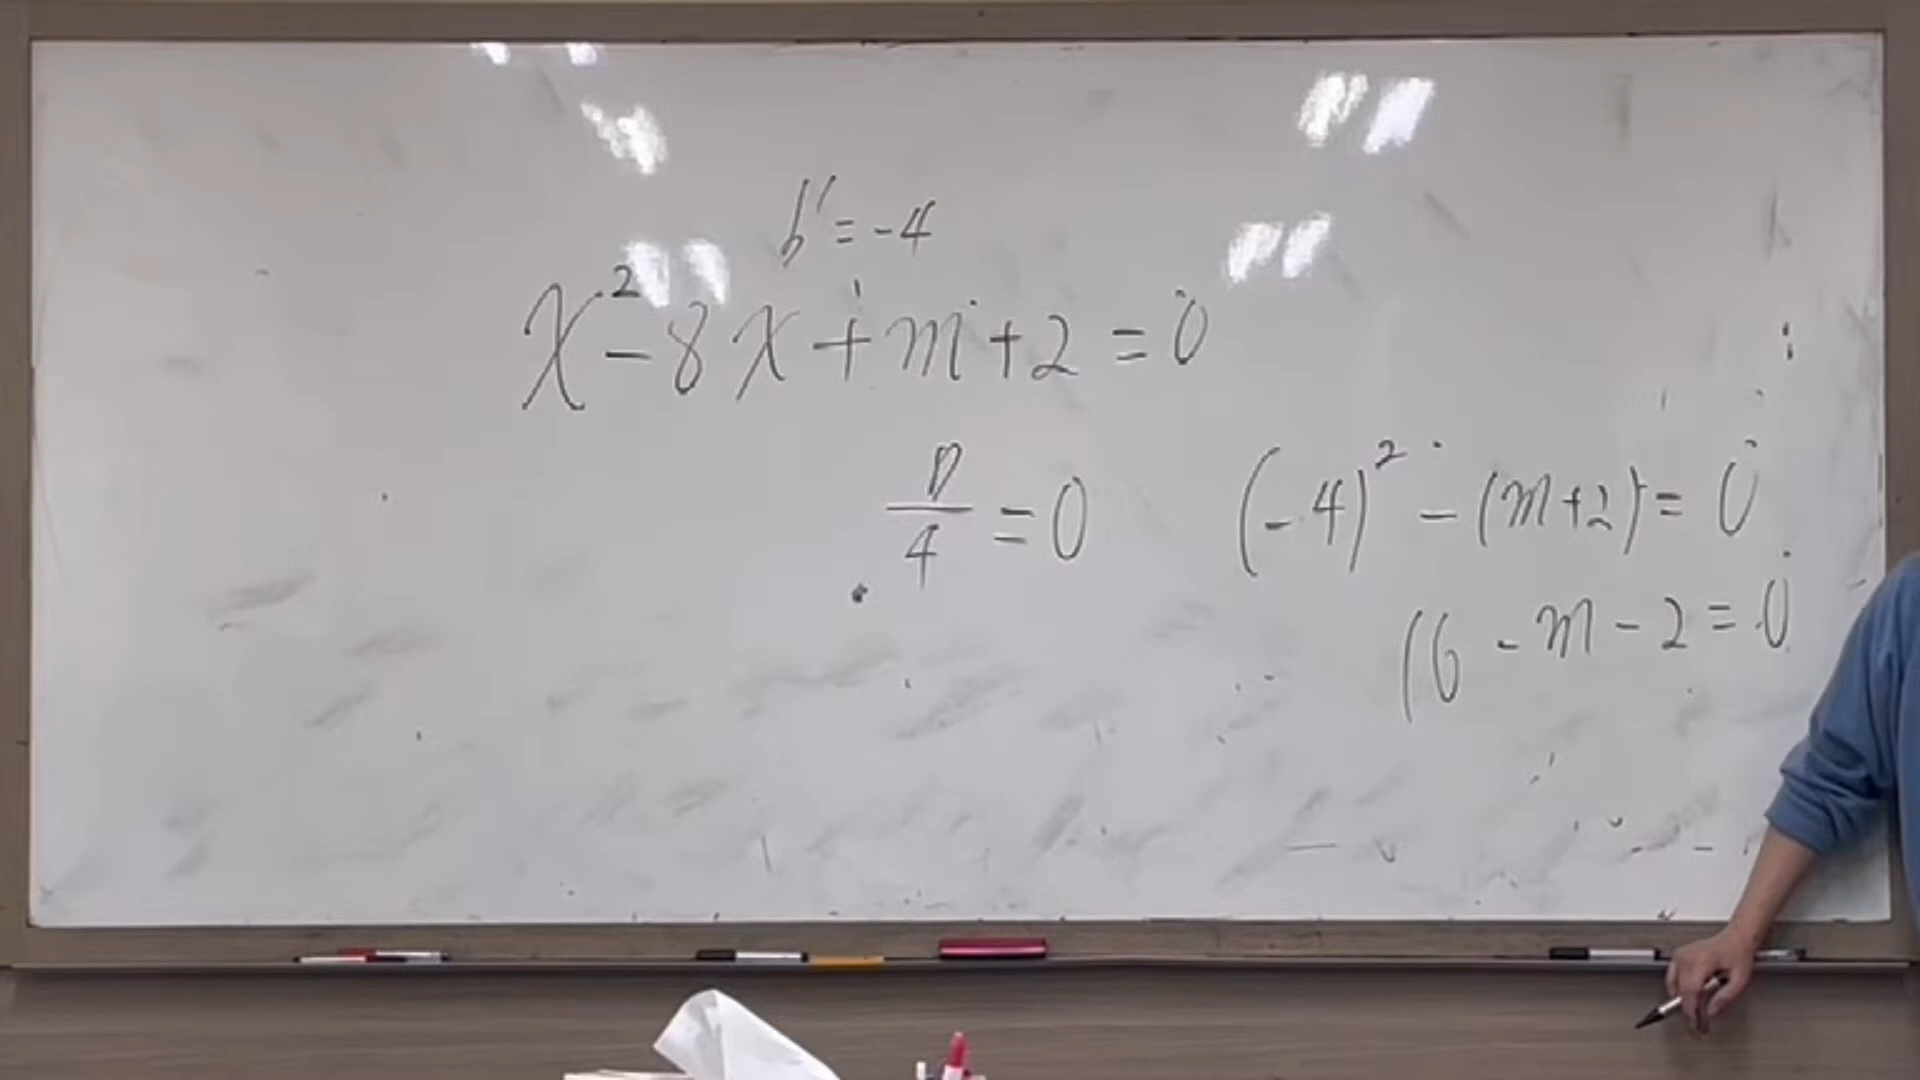 b' = -4
x² - 8x + m + 2 = 0
D/4 = 0
(-4)² - (m+2) = 0
16 - m - 2 = 0